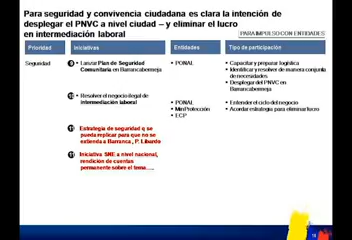 Para seguridad y convivencia ciudadana es clara la intención de
desplegar el PNVC a nivel ciudad – y eliminar el lucro
en intermediación laboral
PARA IMPULSO CON ENTIDADES
Prioridad Iniciativas Entidades Tipo de participación
Seguridad
Lanzar Plan de Seguridad
Comunitaria en Barrancabermeja
• PONAL
• Capacitar y preparar logística
• Identificar y resolver de manera conjunta
de necesidades
• Desplegar del PNVC en
Barrancabermeja
10 Resolver el negocio ilegal de
intermediación laboral
• PONAL
• MinProtección
• ECP
• Entender el ciclo del negocio
• Acordar estrategia para eliminar lucro
Estrategia de seguridad q se
pueda replicar para que no se
extienda a Barranca , P. Libardo
Iniciativa SNE a nivel nacional,
rendición de cuentas
permanente sobre el tema.....